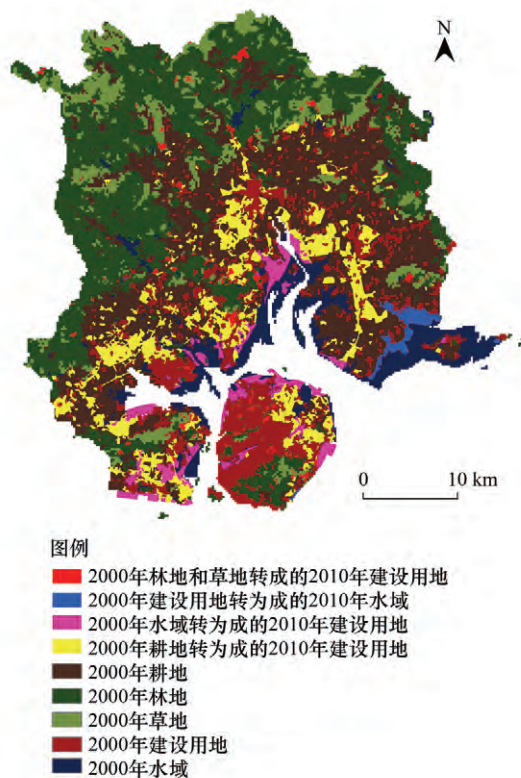 N
0 10 km
图例
2000年林地和草地转成的2010年建设用地
2000年建设用地转为成的2010年水域
2000年水域转为成的2010年建设用地
2000年耕地转为成的2010年建设用地
2000年耕地
2000年林地
2000年草地
2000年建设用地
2000年水域